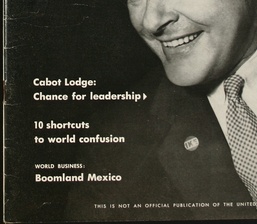 Cabot Lodge:
Chance for leadership
10 shortcuts
to world confusion
WORLD BUSINESS:
Boomland Mexico
THIS IS NOT AN OFFICIAL PUBLICATION OF THE UNITED